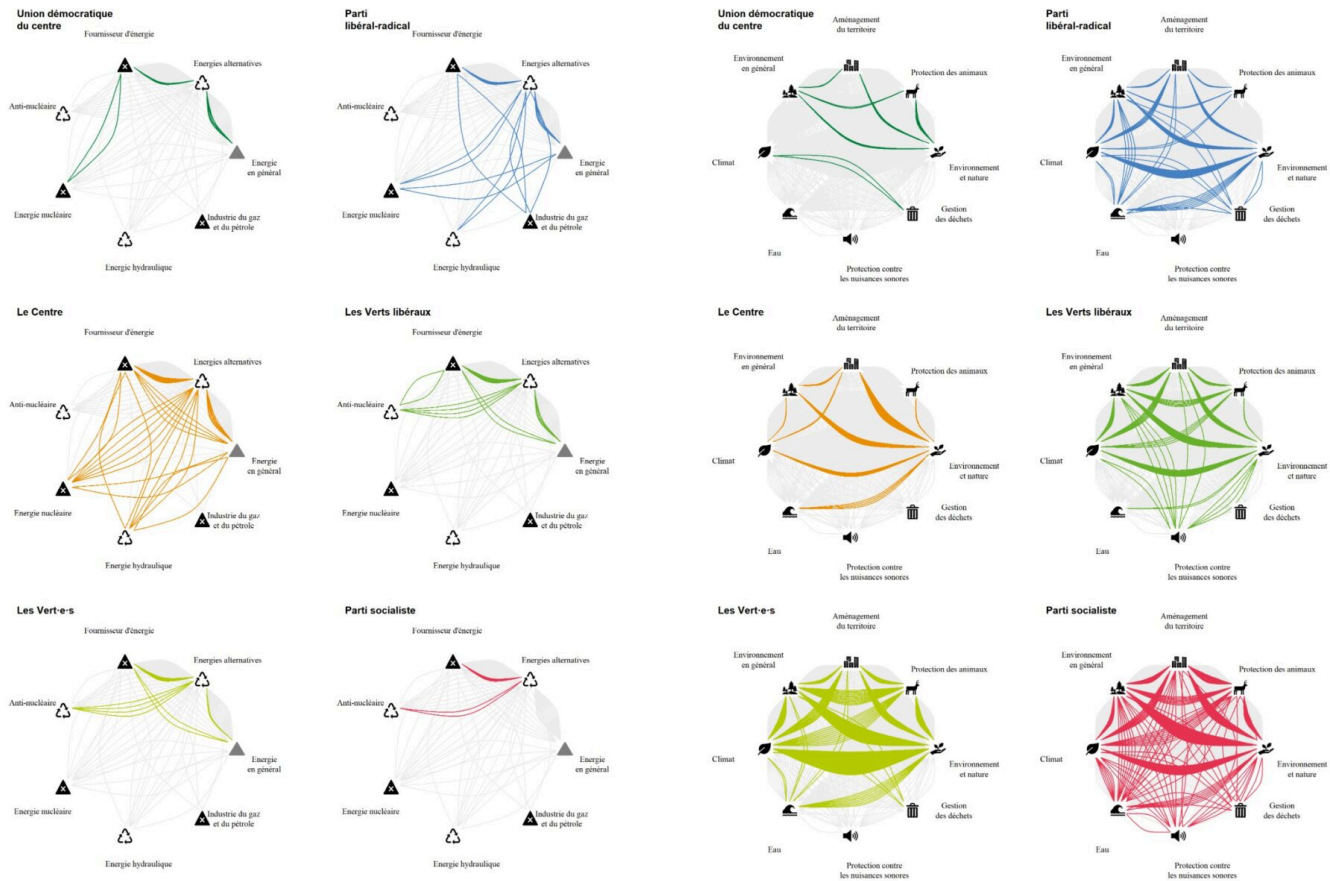 Union démocratique
du centre
Fournisseur d'énergie
Energies alternatives
Anti-nucléaire
Energie
en général
Energie nucléaire
Industrie du gaz
et du pétrole
Energie hydraulique
Parti
libéral-radical
Fournisseur d'énergie
Energies alternatives
Anti-nucléaire
Energie
en général
Energie nucléaire
Industrie du gaz
et du pétrole
Energie hydraulique
Union démocratique
du centre
Aménagement
du territoire
Environnement
en général
Protection des animaux
Climat
Environnement
et nature
Gestion
des déchets
Eau
Protection contre
les nuisances sonores
Parti
libéral-radical
Aménagement
du territoire
Environnement
en général
Protection des animaux
Climat
Environnement
et nature
Gestion
des déchets
Eau
Protection contre
les nuisances sonores
Le Centre
Fournisseur d'énergie
Energies alternatives
Anti-nucléaire
Energie
en général
Energie nucléaire
Industrie du gaz
et du pétrole
Energie hydraulique
Les Verts libéraux
Fournisseur d'énergie
Energies alternatives
Anti-nucléaire
Energie
en général
Energie nucléaire
Industrie du gaz
et du pétrole
Energie hydraulique
Le Centre
Aménagement
du territoire
Environnement
en général
Protection des animaux
Climat
Environnement
et nature
Gestion
des déchets
Eau
Protection contre
les nuisances sonores
Les Verts libéraux
Aménagement
du territoire
Environnement
en général
Protection des animaux
Climat
Environnement
et nature
Gestion
des déchets
Eau
Protection contre
les nuisances sonores
Les Vert·e·s
Fournisseur d'énergie
Energies alternatives
Anti-nucléaire
Energie
en général
Energie nucléaire
Industrie du gaz
et du pétrole
Energie hydraulique
Parti socialiste
Fournisseur d'énergie
Energies alternatives
Anti-nucléaire
Energie
en général
Energie nucléaire
Industrie du gaz
et du pétrole
Energie hydraulique
Les Vert·e·s
Aménagement
du territoire
Environnement
en général
Protection des animaux
Climat
Environnement
et nature
Gestion
des déchets
Eau
Protection contre
les nuisances sonores
Parti socialiste
Aménagement
du territoire
Environnement
en général
Protection des animaux
Climat
Environnement
et nature
Gestion
des déchets
Eau
Protection contre
les nuisances sonores